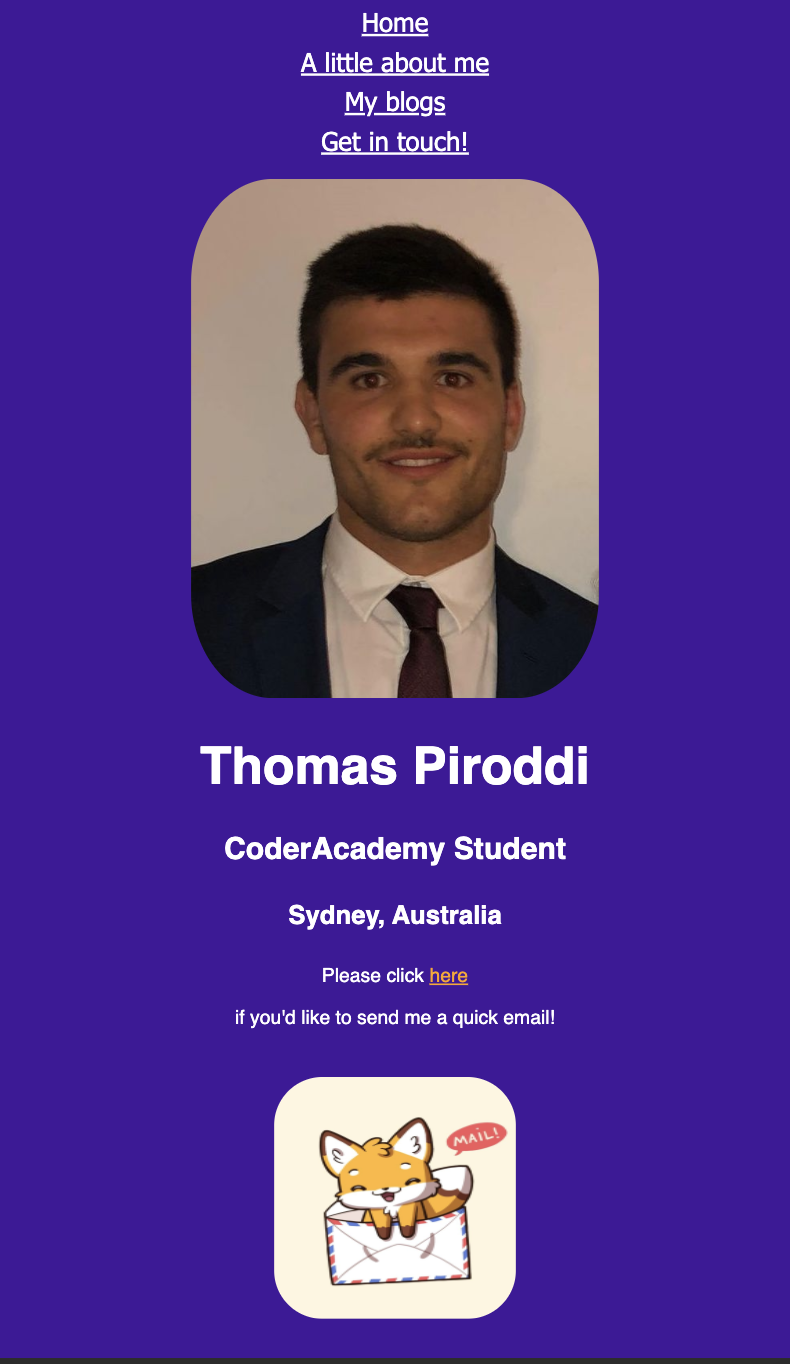 Home
A little about me
My blogs
Get in touch!
Thomas Piroddi
CoderAcademy Student
Sydney, Australia
Please click here
if you'd like to send me a quick email!
MAIL!